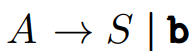 A → S | b